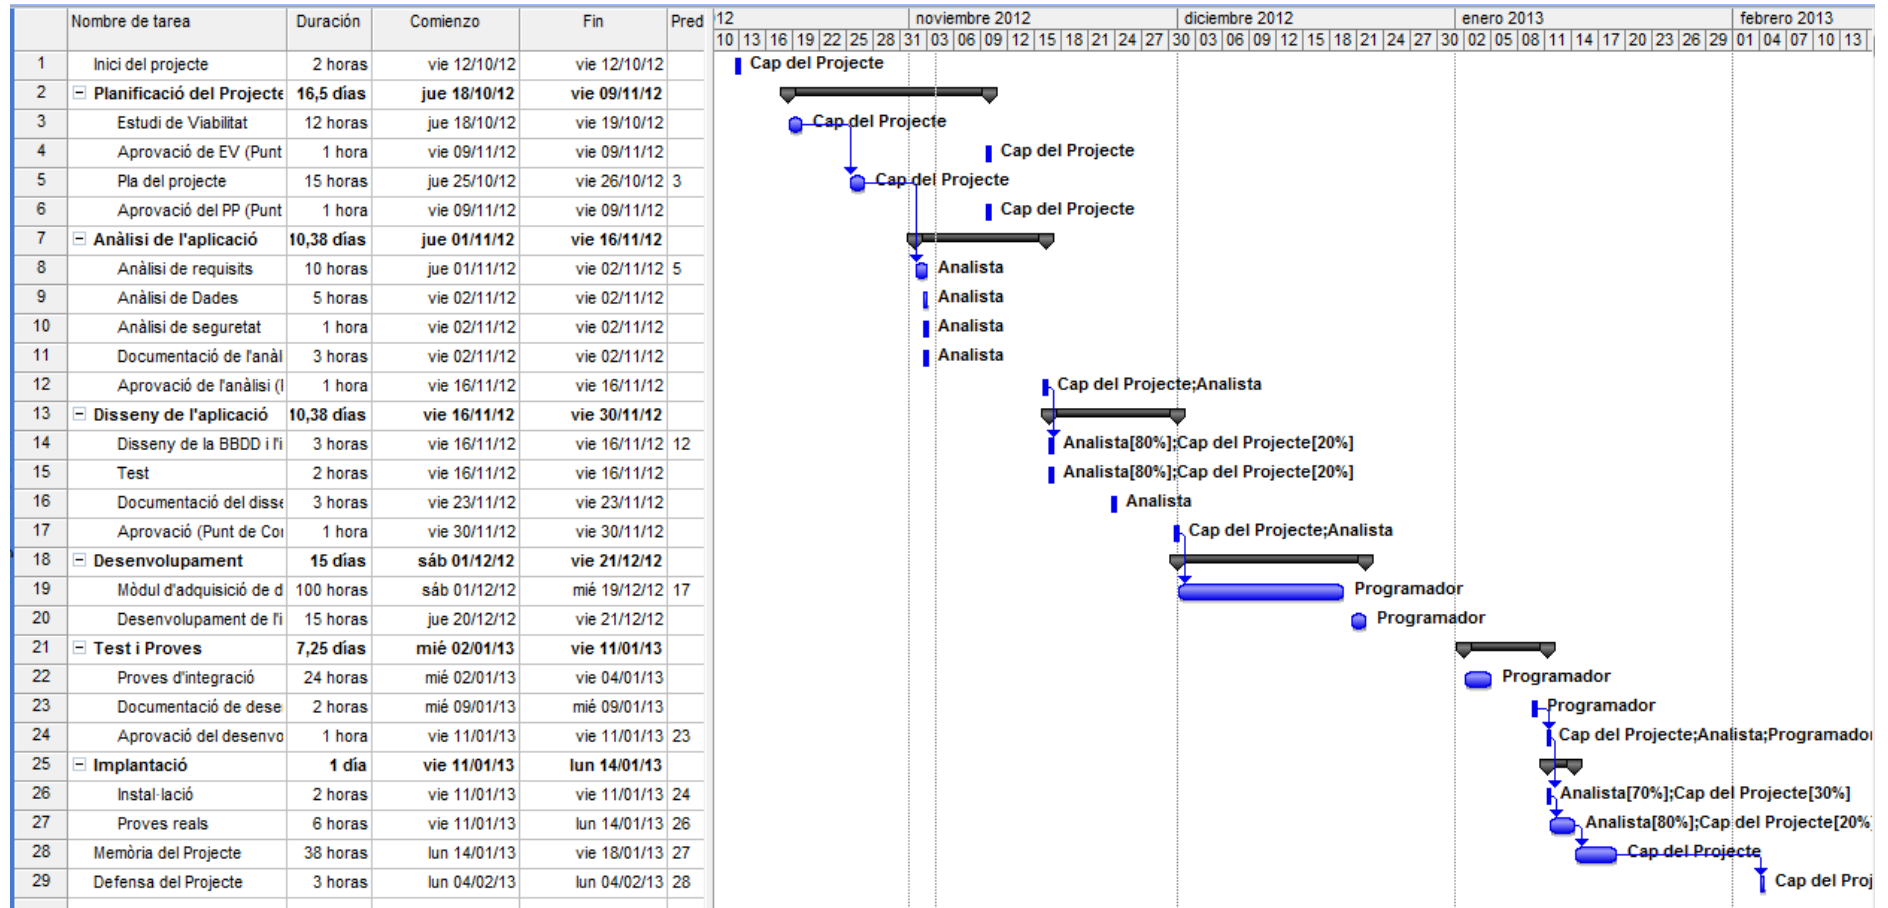 Nombre de tarea Duración Comienzo Fin Pred 12 noviembre 2012 diciembre 2012 enero 2013 febrero 2013
10 13 16 19 22 25 28 31 03 06 09 12 15 18 21 24 27 30 03 06 09 12 15 18 21 24 27 30 02 05 08 11 14 17 20 23 26 29 01 04 07 10 13
1 Inici del projecte 2 horas vie 12/10/12 vie 12/10/12 Cap del Projecte
2 Planificació del Projecte 16,5 días jue 18/10/12 vie 09/11/12
3 Estudi de Viabilitat 12 horas jue 18/10/12 vie 19/10/12 Cap del Projecte
4 Aprovació de EV (Punt 1 hora vie 09/11/12 vie 09/11/12 Cap del Projecte
5 Pla del projecte 15 horas jue 25/10/12 vie 26/10/12 3 Cap del Projecte
6 Aprovació del PP (Punt 1 hora vie 09/11/12 vie 09/11/12 Cap del Projecte
7 Anàlisi de l'aplicació 10,38 días jue 01/11/12 vie 16/11/12
8 Anàlisi de requisits 10 horas jue 01/11/12 vie 02/11/12 5 Analista
9 Anàlisi de Dades 5 horas vie 02/11/12 vie 02/11/12 Analista
10 Anàlisi de seguretat 1 hora vie 02/11/12 vie 02/11/12 Analista
11 Documentació de l'anàl 3 horas vie 02/11/12 vie 02/11/12 Analista
12 Aprovació de l'anàlisi ( 1 hora vie 16/11/12 vie 16/11/12 Cap del Projecte;Analista
13 Disseny de l'aplicació 10,38 días vie 16/11/12 vie 30/11/12
14 Disseny de la BBDD i l'i 3 horas vie 16/11/12 vie 16/11/12 12 Analista[80%];Cap del Projecte[20%]
15 Test 2 horas vie 16/11/12 vie 16/11/12 Analista[80%];Cap del Projecte[20%]
16 Documentació del disse 3 horas vie 23/11/12 vie 23/11/12 Analista
17 Aprovació (Punt de Co 1 hora vie 30/11/12 vie 30/11/12 Cap del Projecte;Analista
18 Desenvolupament 15 días sáb 01/12/12 vie 21/12/12
19 Mòdul d'adquisició de d 100 horas sáb 01/12/12 mié 19/12/12 17 Programador
20 Desenvolupament de l'i 15 horas jue 20/12/12 vie 21/12/12 Programador
21 Test i Proves 7,25 días mié 02/01/13 vie 11/01/13
22 Proves d'integració 24 horas mié 02/01/13 vie 04/01/13 Programador
23 Documentació de dese 2 horas mié 09/01/13 mié 09/01/13 Programador
24 Aprovació del desenvo 1 hora vie 11/01/13 vie 11/01/13 23 Cap del Projecte;Analista;Programador
25 Implantació 1 día vie 11/01/13 lun 14/01/13
26 Instal·lació 2 horas vie 11/01/13 vie 11/01/13 24 Analista[70%];Cap del Projecte[30%]
27 Proves reals 6 horas vie 11/01/13 lun 14/01/13 26 Analista[80%];Cap del Projecte[20%
28 Memòria del Projecte 38 horas lun 14/01/13 vie 18/01/13 27 Cap del Projecte
29 Defensa del Projecte 3 horas lun 04/02/13 lun 04/02/13 28 Cap del Proj